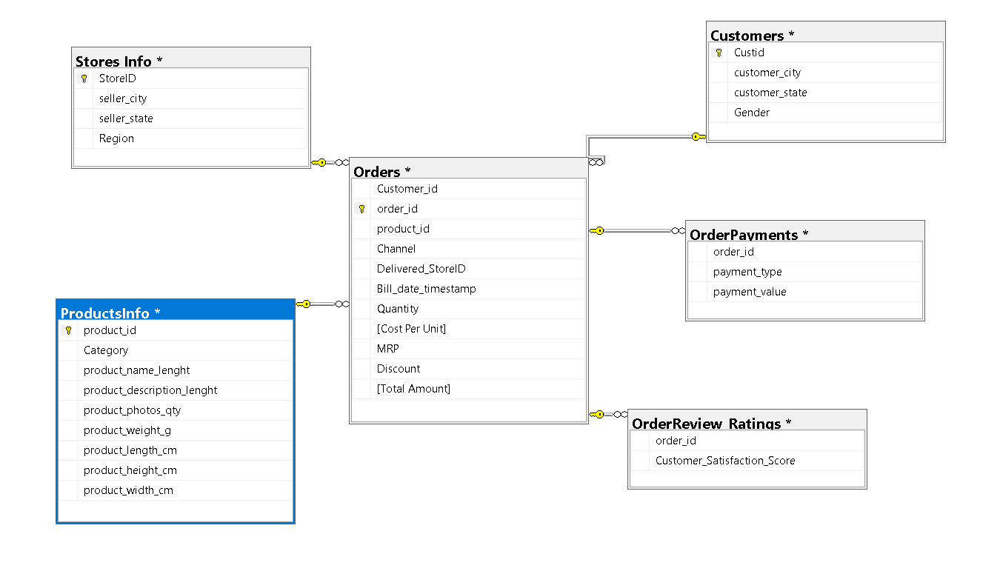 Stores Info *
StoreID
seller_city
seller_state
Region
Customers *
Custid
customer_city
customer_state
Gender
Orders *
Customer_id
order_id
product_id
Channel
Delivered_StoreID
Bill_date_timestamp
Quantity
[Cost Per Unit]
MRP
Discount
[Total Amount]
OrderPayments *
order_id
payment_type
payment_value
ProductsInfo *
product_id
Category
product_name_lenght
product_description_lenght
product_photos_qty
product_weight_g
product_length_cm
product_height_cm
product_width_cm
OrderReview_Ratings *
order_id
Customer_Satisfaction_Score